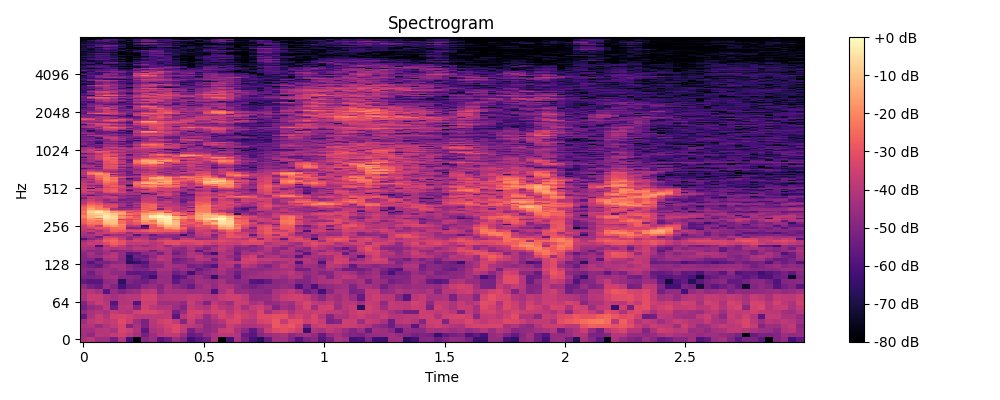 Spectrogram
Hz
4096
2048
1024
512
256
128
64
0
0
0.5
1
1.5
2
2.5
Time
+0 dB
-10 dB
-20 dB
-30 dB
-40 dB
-50 dB
-60 dB
-70 dB
-80 dB